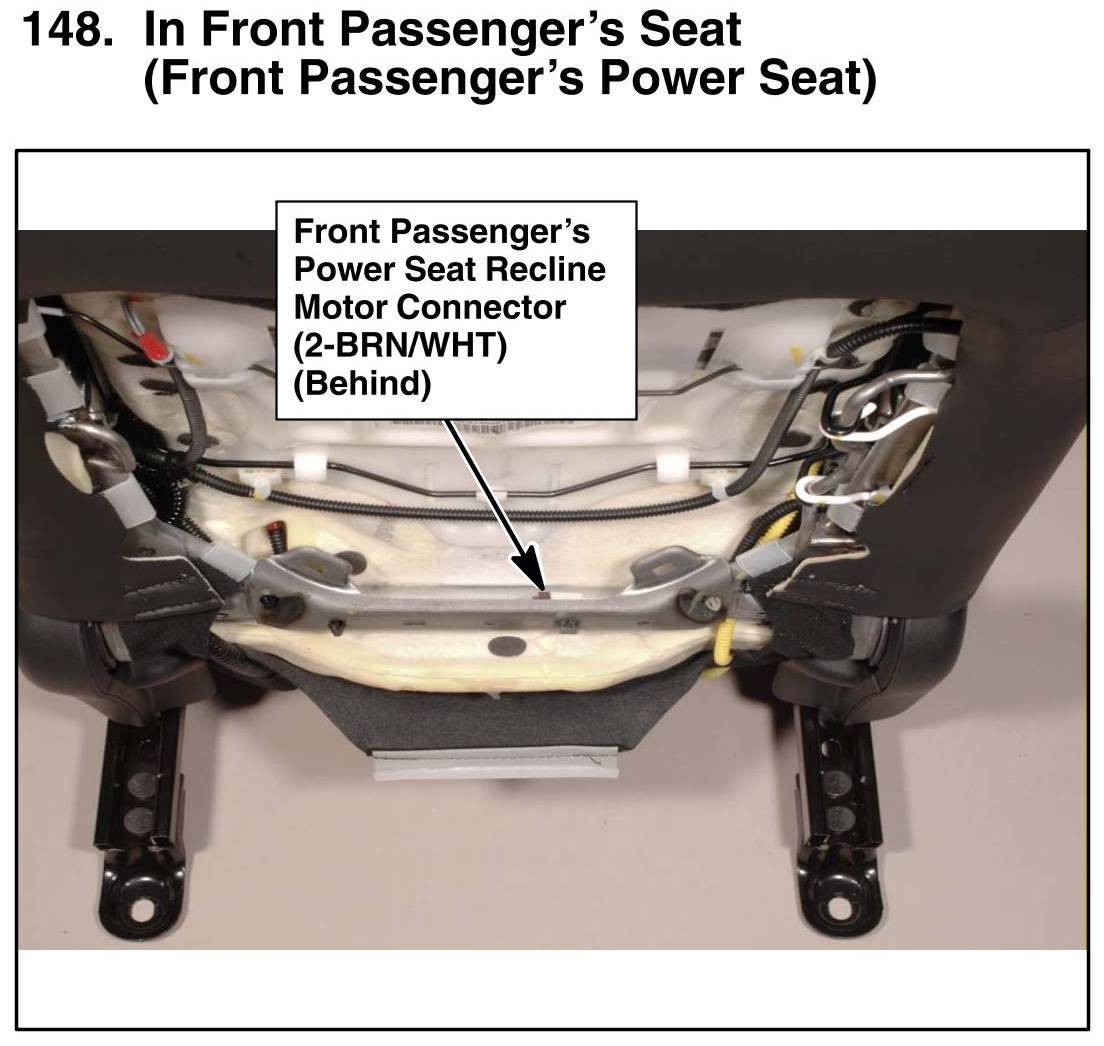 148. In Front Passenger’s Seat
(Front Passenger’s Power Seat)
Front Passenger’s
Power Seat Recline
Motor Connector
(2-BRN/WHT)
(Behind)